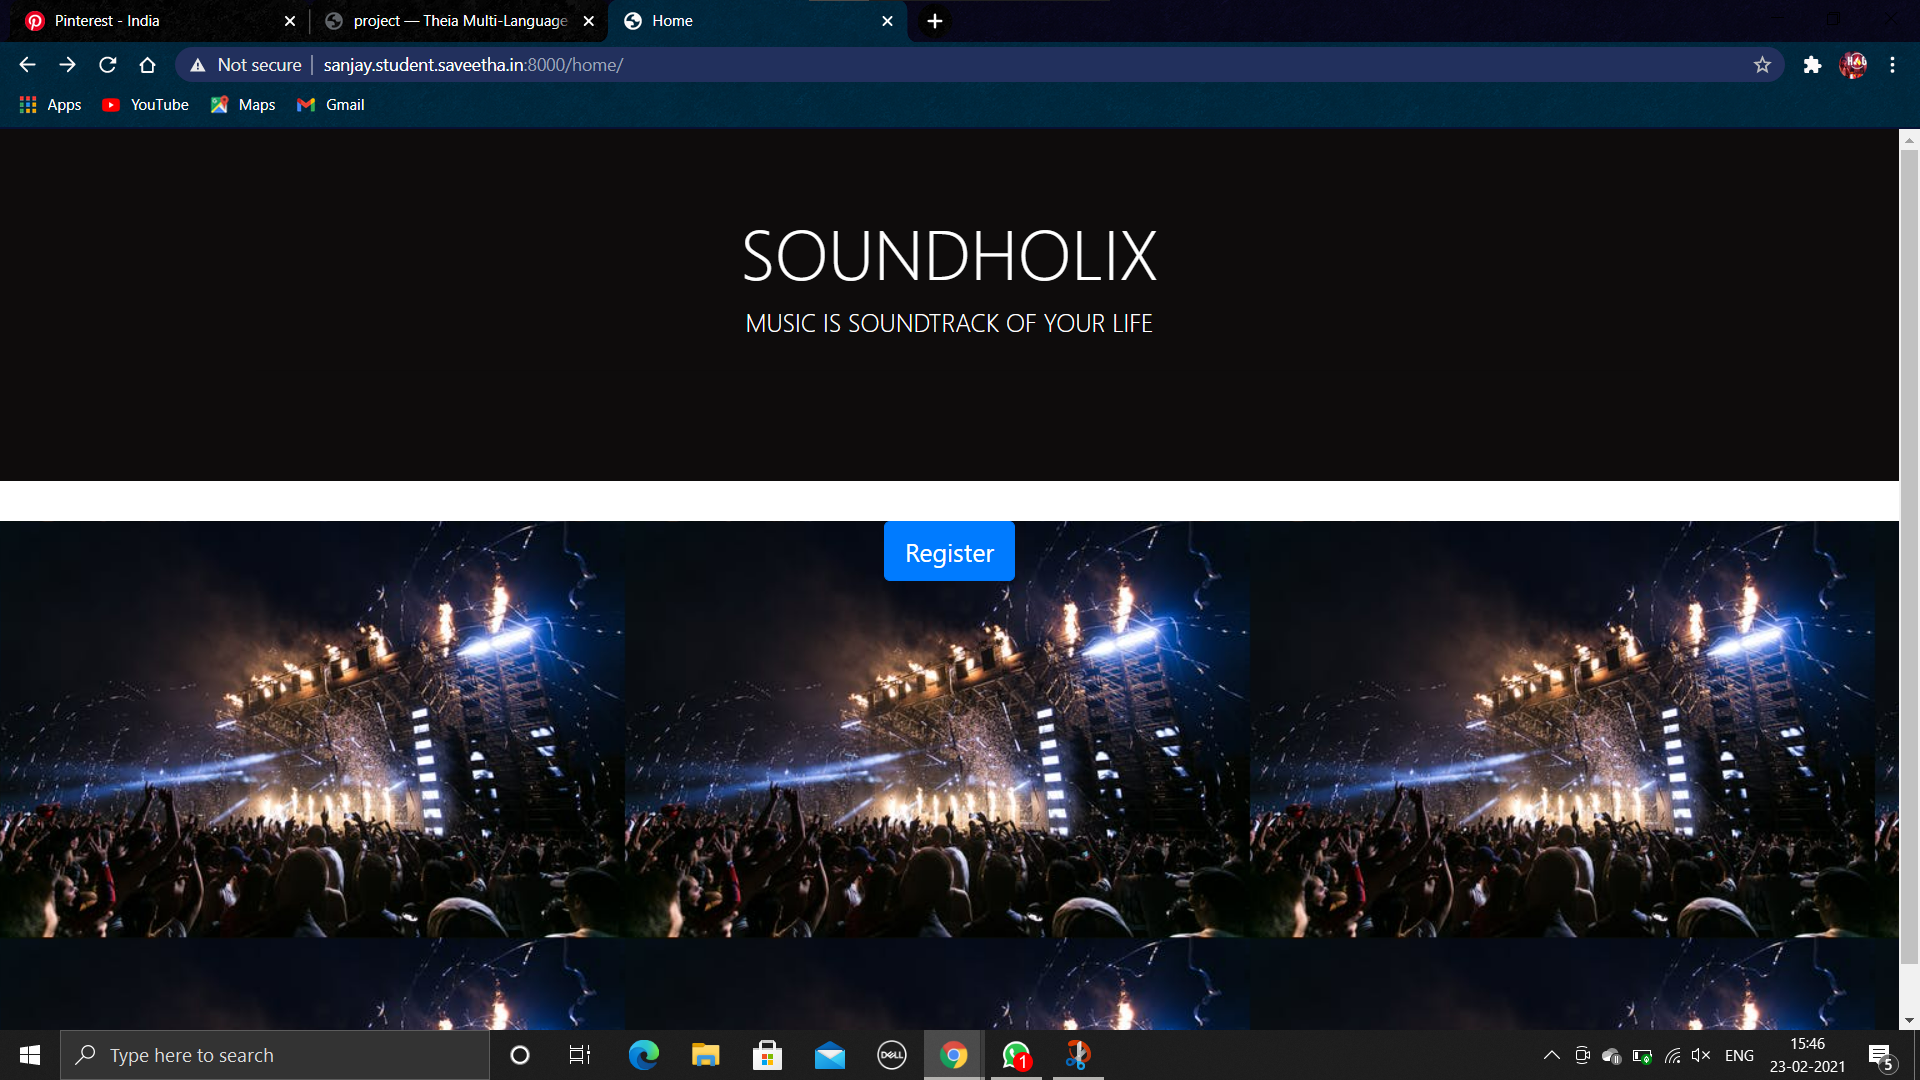 Pinterest - India
project — Theia Multi-Language
Home
Not secure
sanjay.student.saveetha.in:8000/home/
Apps
YouTube
Maps
Gmail
SOUNDHOLIX
MUSIC IS SOUNDTRACK OF YOUR LIFE
Register
Type here to search
DELL
1
ENG
15:46
23-02-2021
5